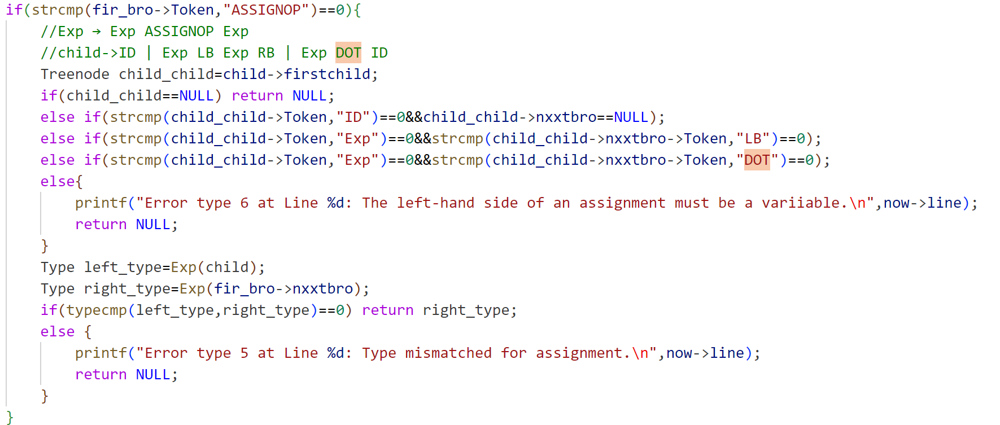 if(strcmp(fir_bro->Token,"ASSIGNOP")==0){
//Exp → Exp ASSIGNOP Exp
//child->ID | Exp LB Exp RB | Exp DOT ID
Treenode child_child=child->firstchild;
if(child_child==NULL) return NULL;
else if(strcmp(child_child->Token,"ID")==0&&child_child->nxxtbro==NULL);
else if(strcmp(child_child->Token,"Exp")==0&&strcmp(child_child->nxxtbro->Token,"LB")==0);
else if(strcmp(child_child->Token,"Exp")==0&&strcmp(child_child->nxxtbro->Token,"DOT")==0);
else{
printf("Error type 6 at Line %d: The left-hand side of an assignment must be a variiable.\n",now->line);
return NULL;
}
Type left_type=Exp(child);
Type right_type=Exp(fir_bro->nxxtbro);
if(typecmp(left_type,right_type)==0) return right_type;
else {
printf("Error type 5 at Line %d: Type mismatched for assignment.\n",now->line);
return NULL;
}
}